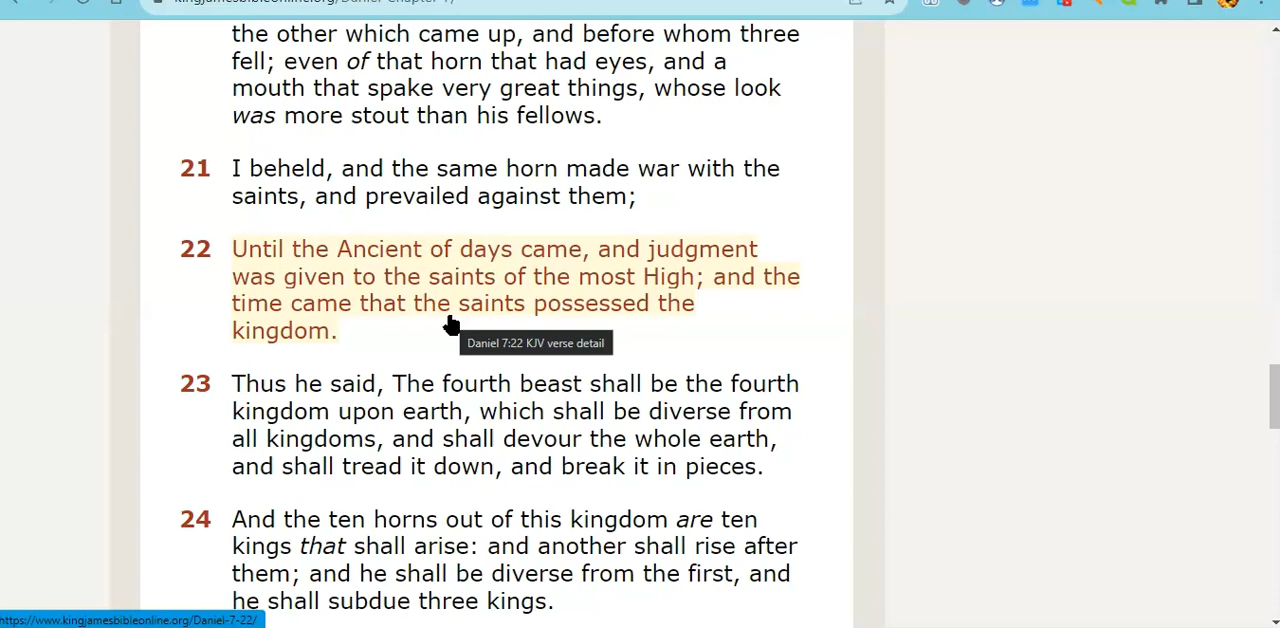 kingjamesbibleonline.org/Daniel-Chapter-7/
the other which came up, and before whom three
fell; even of that horn that had eyes, and a
mouth that spake very great things, whose look
was more stout than his fellows.
21 I beheld, and the same horn made war with the
saints, and prevailed against them;
22 Until the Ancient of days came, and judgment
was given to the saints of the most High; and the
time came that the saints possessed the
kingdom.
Daniel 7:22 KJV verse detail
23 Thus he said, The fourth beast shall be the fourth
kingdom upon earth, which shall be diverse from
all kingdoms, and shall devour the whole earth,
and shall tread it down, and break it in pieces.
24 And the ten horns out of this kingdom are ten
kings that shall arise: and another shall rise after
them; and he shall be diverse from the first, and
he shall subdue three kings.
https://www.kingjamesbibleonline.org/Daniel-7-22/